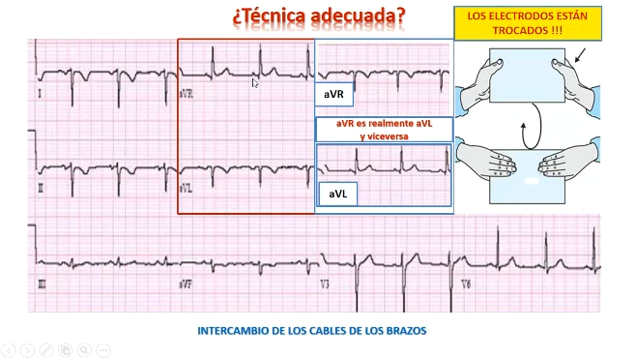 ¿Técnica adecuada?
LOS ELECTRODOS ESTÁN
TROCADOS !!!
I
aVR
aVR
aVR es realmente aVL
y viceversa
II
aVL
aVL
III
aVF
V3
V6
INTERCAMBIO DE LOS CABLES DE LOS BRAZOS